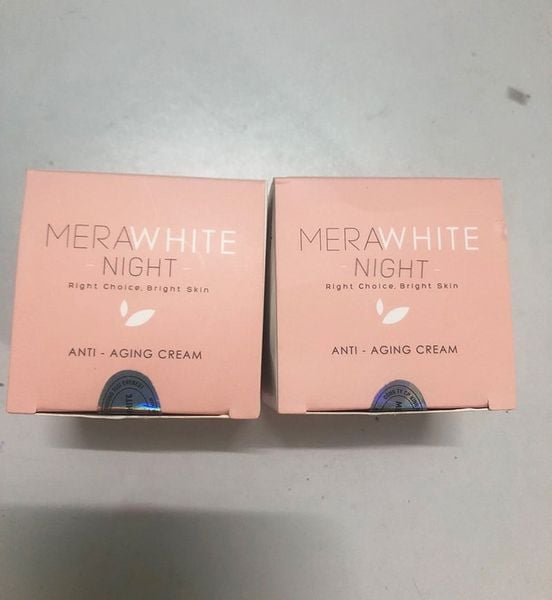 MERAWHITE
- NIGHT -
Right Choice, Bright Skin
ANTI - AGING CREAM
MERAWHITE
- NIGHT -
Right Choice, Bright Skin
ANTI - AGING CREAM